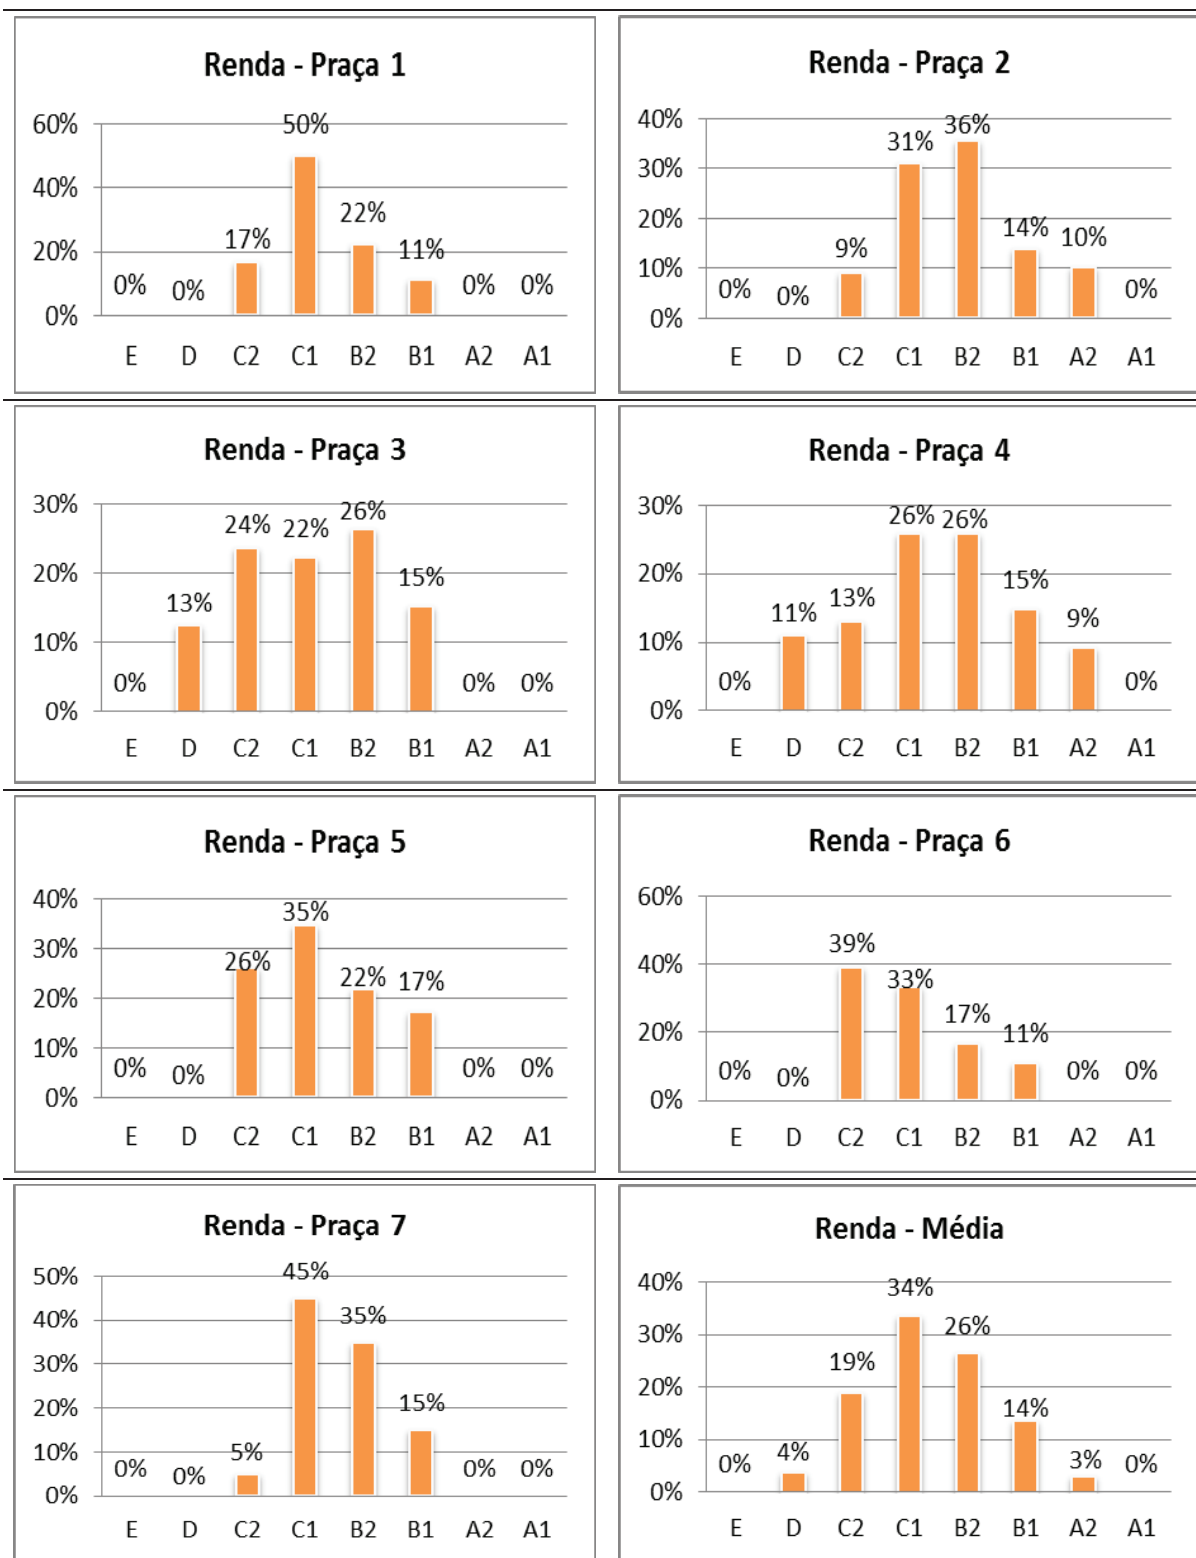 Renda - Praça 1
60%
40%
20%
0%
0% 0% 17% 50% 22% 11% 0% 0%
E D C2 C1 B2 B1 A2 A1
Renda - Praça 2
40%
30%
20%
10%
0%
0% 0% 9% 31% 36% 14% 10% 0%
E D C2 C1 B2 B1 A2 A1
Renda - Praça 3
30%
20%
10%
0%
0% 13% 24% 22% 26% 15% 0% 0%
E D C2 C1 B2 B1 A2 A1
Renda - Praça 4
30%
20%
10%
0%
0% 11% 13% 26% 26% 15% 9% 0%
E D C2 C1 B2 B1 A2 A1
Renda - Praça 5
40%
30%
20%
10%
0%
0% 0% 26% 35% 22% 17% 0% 0%
E D C2 C1 B2 B1 A2 A1
Renda - Praça 6
60%
40%
20%
0%
0% 0% 39% 33% 17% 11% 0% 0%
E D C2 C1 B2 B1 A2 A1
Renda - Praça 7
50%
40%
30%
20%
10%
0%
0% 0% 5% 45% 35% 15% 0% 0%
E D C2 C1 B2 B1 A2 A1
Renda - Média
40%
30%
20%
10%
0%
0% 4% 19% 34% 26% 14% 3% 0%
E D C2 C1 B2 B1 A2 A1